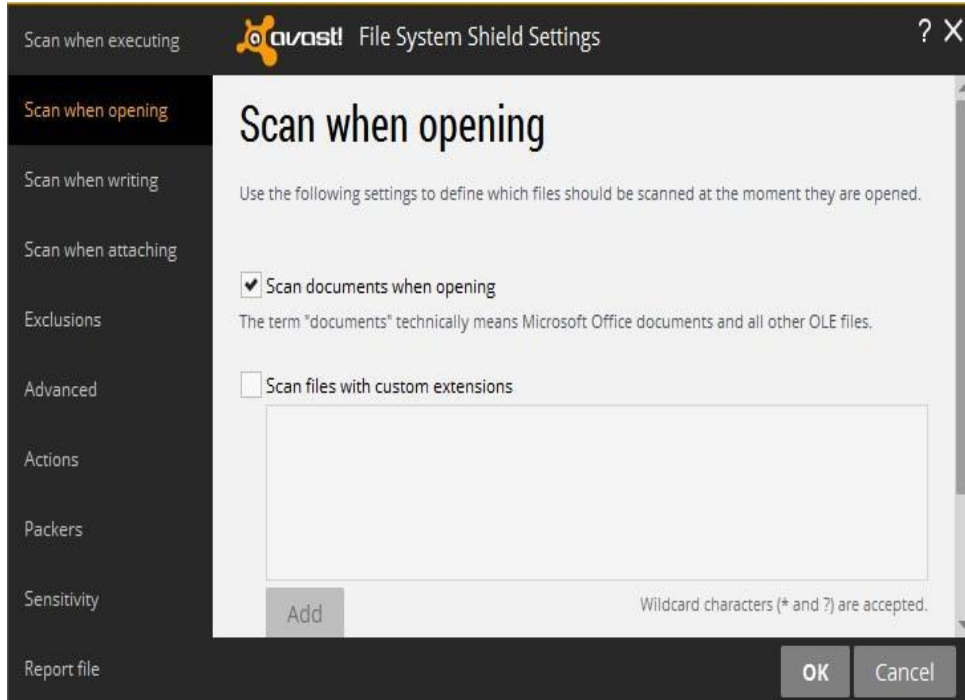 Scan when executing
Scan when opening
Scan when writing
Scan when attaching
Exclusions
Advanced
Actions
Packers
Sensitivity
Report file
avast! File System Shield Settings
? X
Scan when opening
Use the following settings to define which files should be scanned at the moment they are opened.
Scan documents when opening
The term "documents" technically means Microsoft Office documents and all other OLE files.
Scan files with custom extensions
Add
Wildcard characters (* and ?) are accepted.
OK
Cancel